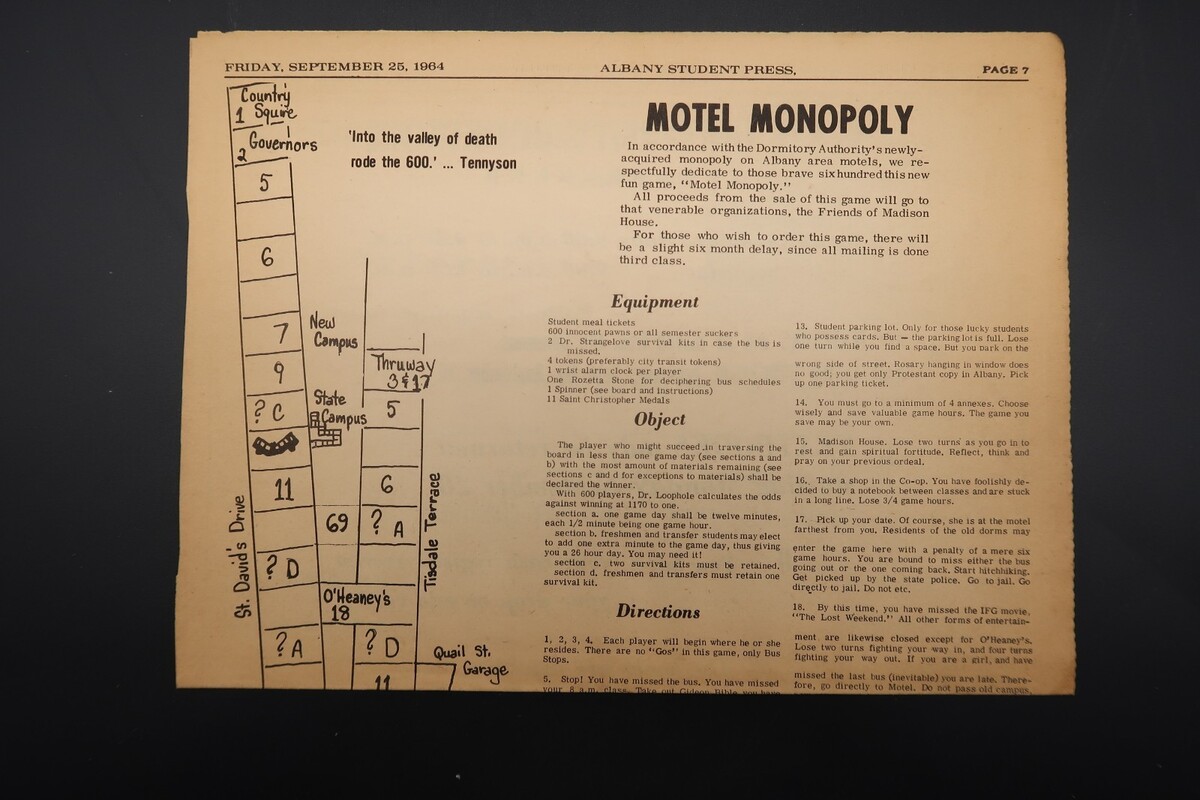 FRIDAY, SEPTEMBER 25, 1964
ALBANY STUDENT PRESS,
PAGE 7
Country
1 Squire
Governors
2
5
6
7
9
? C
11
? D
? A
St. David's Drive
New
Campus
State
Campus
69
O'Heaney's
18
Thruway
3 & 17
5
6
? A
? D
11
Tisdale Terrace
Quail St.
Garage
'Into the valley of death
rode the 600.' ... Tennyson
MOTEL MONOPOLY
In accordance with the Dormitory Authority's newly-
acquired monopoly on Albany area motels, we re-
spectfully dedicate to those brave six hundred this new
fun game, "Motel Monopoly."
All proceeds from the sale of this game will go to
that venerable organizations, the Friends of Madison
House.
For those who wish to order this game, there will
be a slight six month delay, since all mailing is done
third class.
Equipment
Student meal tickets
600 innocent pawns or all semester suckers
2 Dr. Strangelove survival kits in case the bus is
missed.
4 tokens (preferably city transit tokens)
1 wrist alarm clock per player
One Rozetta Stone for deciphering bus schedules
1 Spinner (see board and instructions)
11 Saint Christopher Medals
Object
The player who might succeed in traversing the
board in less than one game day (see sections a and
b) with the most amount of materials remaining (see
sections c and d for exceptions to materials) shall be
declared the winner.
With 600 players, Dr. Loophole calculates the odds
against winning at 1170 to one.
section a. one game day shall be twelve minutes,
each 1/2 minute being one game hour.
section b. freshmen and transfer students may elect
to add one extra minute to the game day, thus giving
you a 26 hour day. You may need it!
section c. two survival kits must be retained.
section d. freshmen and transfers must retain one
survival kit.
Directions
1, 2, 3, 4. Each player will begin where he or she
resides. There are no "Gos" in this game, only Bus
Stops.
5. Stop! You have missed the bus. You have missed
your 8 a.m. class. Take out Gideon Bible you have
13. Student parking lot. Only for those lucky students
who possess cards. But — the parking lot is full. Lose
one turn while you find a space. But you park on the
wrong side of street. Rosary hanging in window does
no good; you get only Protestant copy in Albany. Pick
up one parking ticket.
14. You must go to a minimum of 4 annexes. Choose
wisely and save valuable game hours. The game you
save may be your own.
15. Madison House. Lose two turns as you go in to
rest and gain spiritual fortitude. Reflect, think and
pray on your previous ordeal.
16. Take a shop in the Co-op. You have foolishly de-
cided to buy a notebook between classes and are stuck
in a long line. Lose 3/4 game hours.
17. Pick up your date. Of course, she is at the motel
farthest from you. Residents of the old dorms may
enter the game here with a penalty of a mere six
game hours. You are bound to miss either the bus
going out or the one coming back. Start hitchhiking.
Get picked up by the state police. Go to jail. Go
directly to jail. Do not etc.
18. By this time, you have missed the IFG movie,
"The Lost Weekend." All other forms of entertain-
ment are likewise closed except for O'Heaney's.
Lose two turns fighting your way in, and four turns
fighting your way out. If you are a girl, and have
missed the last bus (inevitable) you are late. There-
fore, go directly to Motel. Do not pass old campus,